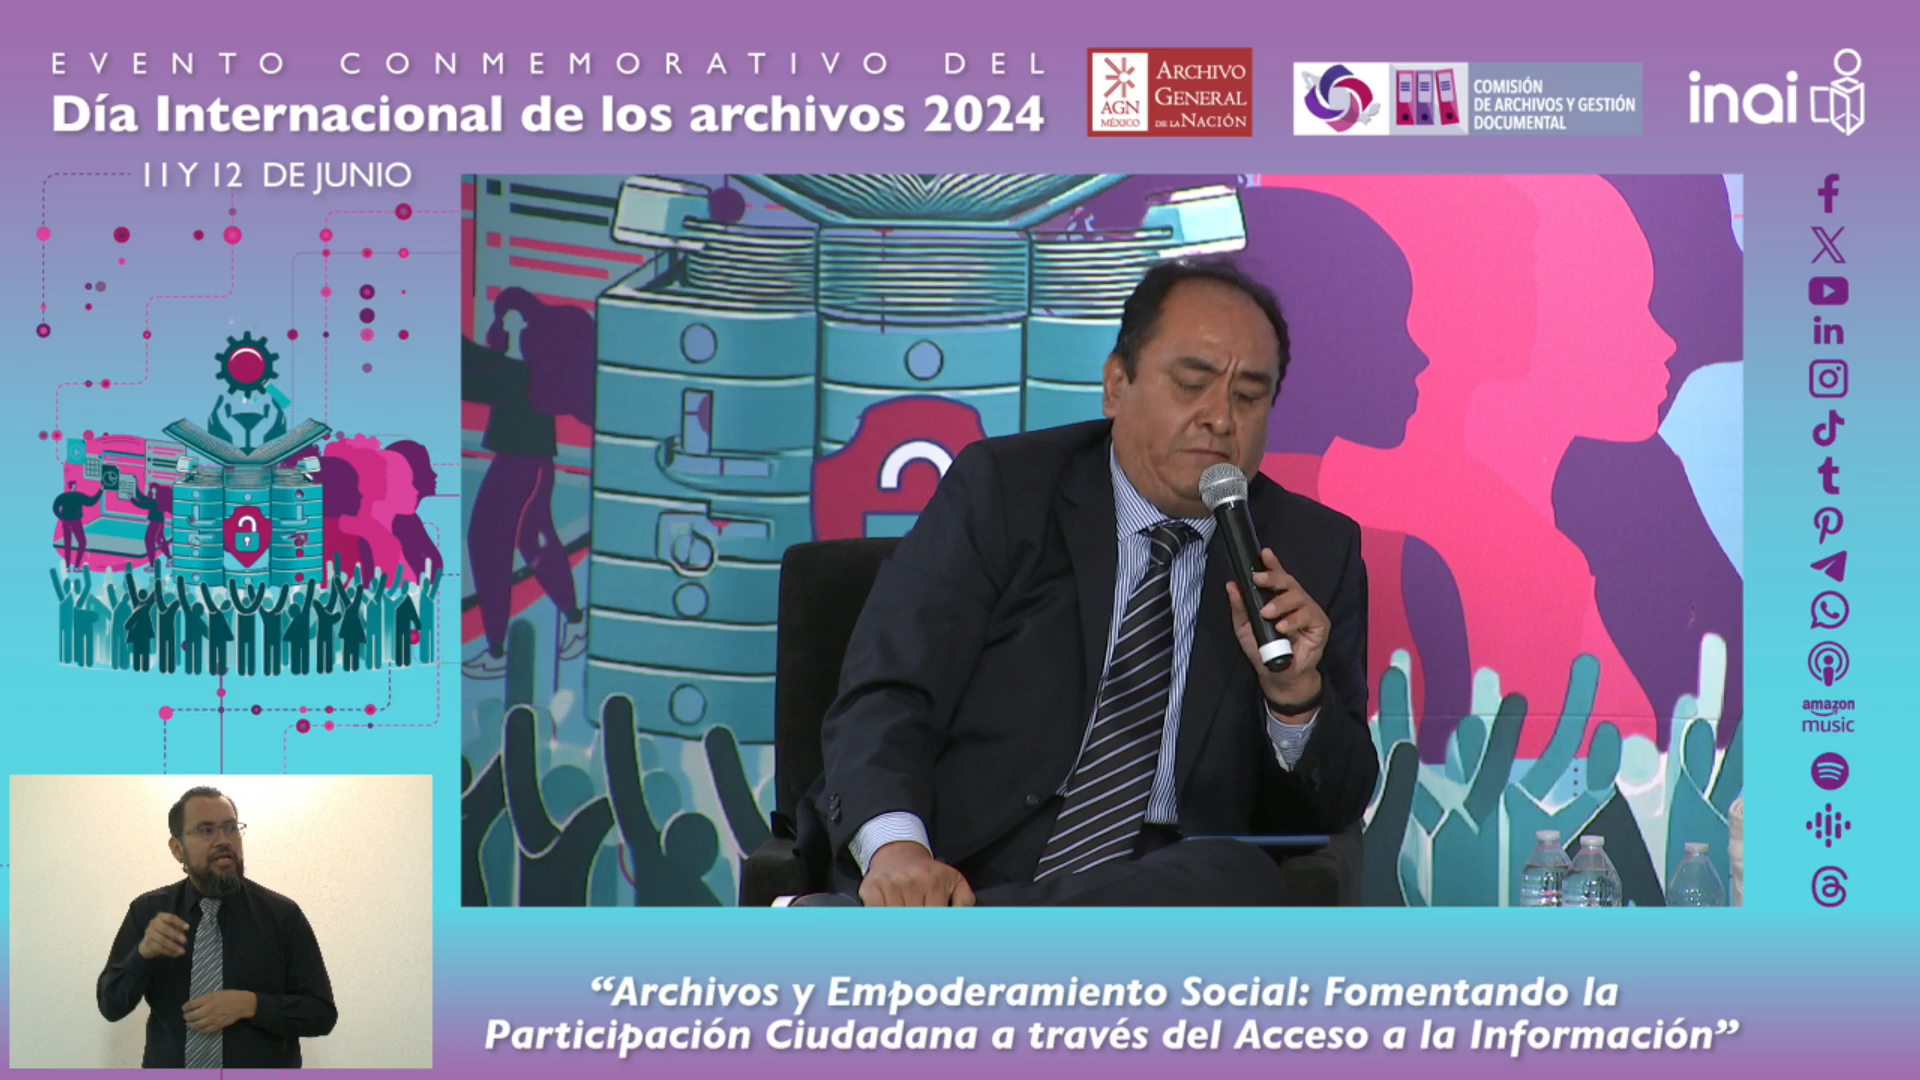 EVENTO CONMEMORATIVO DEL
Día Internacional de los archivos 2024
11 Y 12 DE JUNIO
AGN
MÉXICO
ARCHIVO
GENERAL
DE LA NACIÓN
COMISIÓN
DE ARCHIVOS Y GESTIÓN
DOCUMENTAL
inai
amazon
music
“Archivos y Empoderamiento Social: Fomentando la
Participación Ciudadana a través del Acceso a la Información”